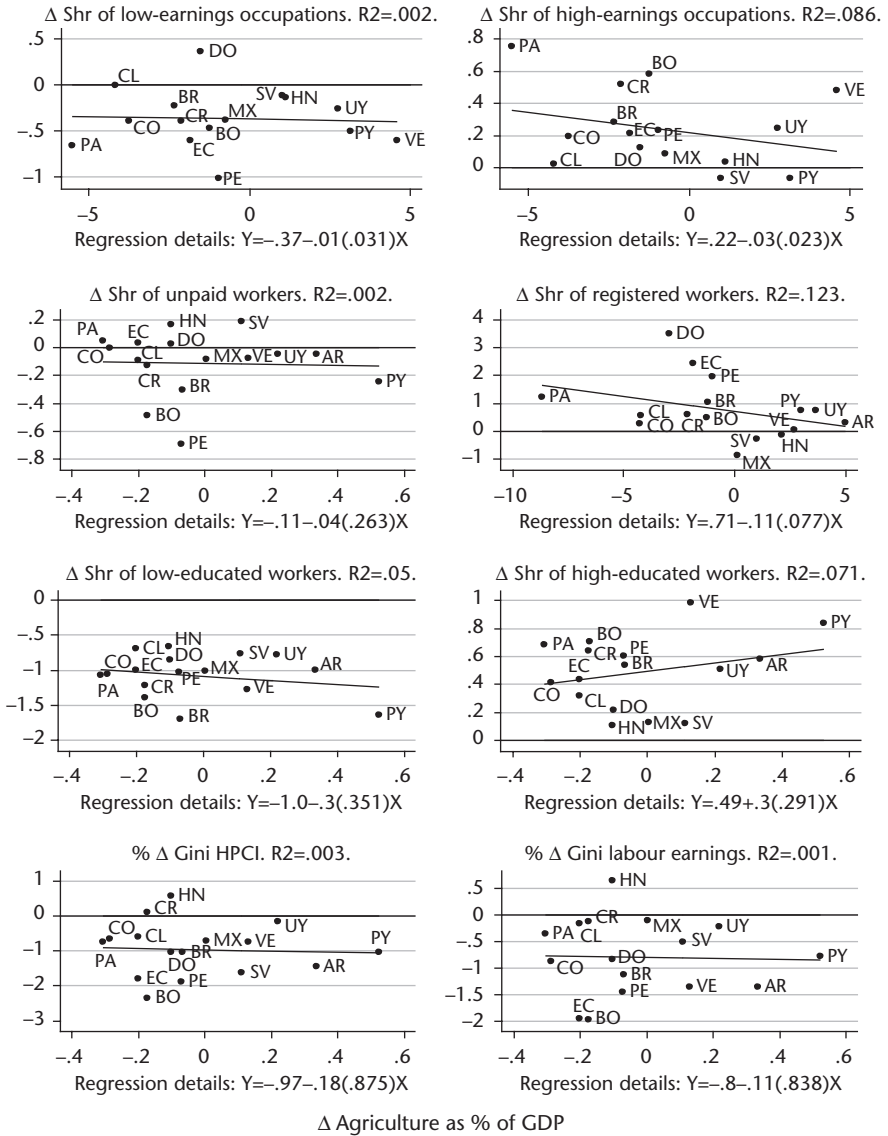 Δ Shr of low-earnings occupations. R2=.002.
.5
0
−.5
−1
DO
CL
BR
SV
HN
UY
CO
CR
MX
BO
PY
VE
PA
EC
PE
−5 0 5
Regression details: Y=−.37−.01(.031)X
Δ Shr of high-earnings occupations. R2=.086.
.8
.6
.4
.2
0
PA
BO
CR
VE
BR
EC
PE
UY
CO
DO
MX
CL
HN
SV
PY
−5 0 5
Regression details: Y=.22−.03(.023)X
Δ Shr of unpaid workers. R2=.002.
.2
0
−.2
−.4
−.6
−.8
HN
SV
PA
EC
DO
CO
CL
MX
VE
UY
AR
CR
BR
PY
BO
PE
−.4 −.2 0 .2 .4 .6
Regression details: Y=−.11−.04(.263)X
Δ Shr of registered workers. R2=.123.
4
3
2
1
0
−1
DO
EC
PE
PA
BR
PY
UY
CL
CO
CR
BO
VE
AR
SV
HN
MX
−10 −5 0 5
Regression details: Y=.71−.11(.077)X
Δ Shr of low-educated workers. R2=.05.
0
−.5
−1
−1.5
−2
HN
CL
DO
SV
UY
CO
EC
PE
MX
AR
PA
CR
VE
BO
BR
PY
−.4 −.2 0 .2 .4 .6
Regression details: Y=−1.0−.3(.351)X
Δ Shr of high-educated workers. R2=.071.
1
.8
.6
.4
.2
0
VE
PY
BO
PA
CR
PE
BR
AR
EC
UY
CO
CL
DO
HN
MX
SV
−.4 −.2 0 .2 .4 .6
Regression details: Y=.49+.3(.291)X
% Δ Gini HPCI. R2=.003.
1
0
−1
−2
−3
HN
CR
UY
CO
CL
MX
VE
PY
PA
DO
BR
EC
PE
SV
AR
BO
−.4 −.2 0 .2 .4 .6
Regression details: Y=−.97−.18(.875)X
% Δ Gini labour earnings. R2=.001.
.5
0
−.5
−1
−1.5
−2
HN
CR
PA
CL
MX
UY
SV
CO
DO
PY
BR
PE
VE
AR
EC
BO
−.4 −.2 0 .2 .4 .6
Regression details: Y=−.8−.11(.838)X
Δ Agriculture as % of GDP